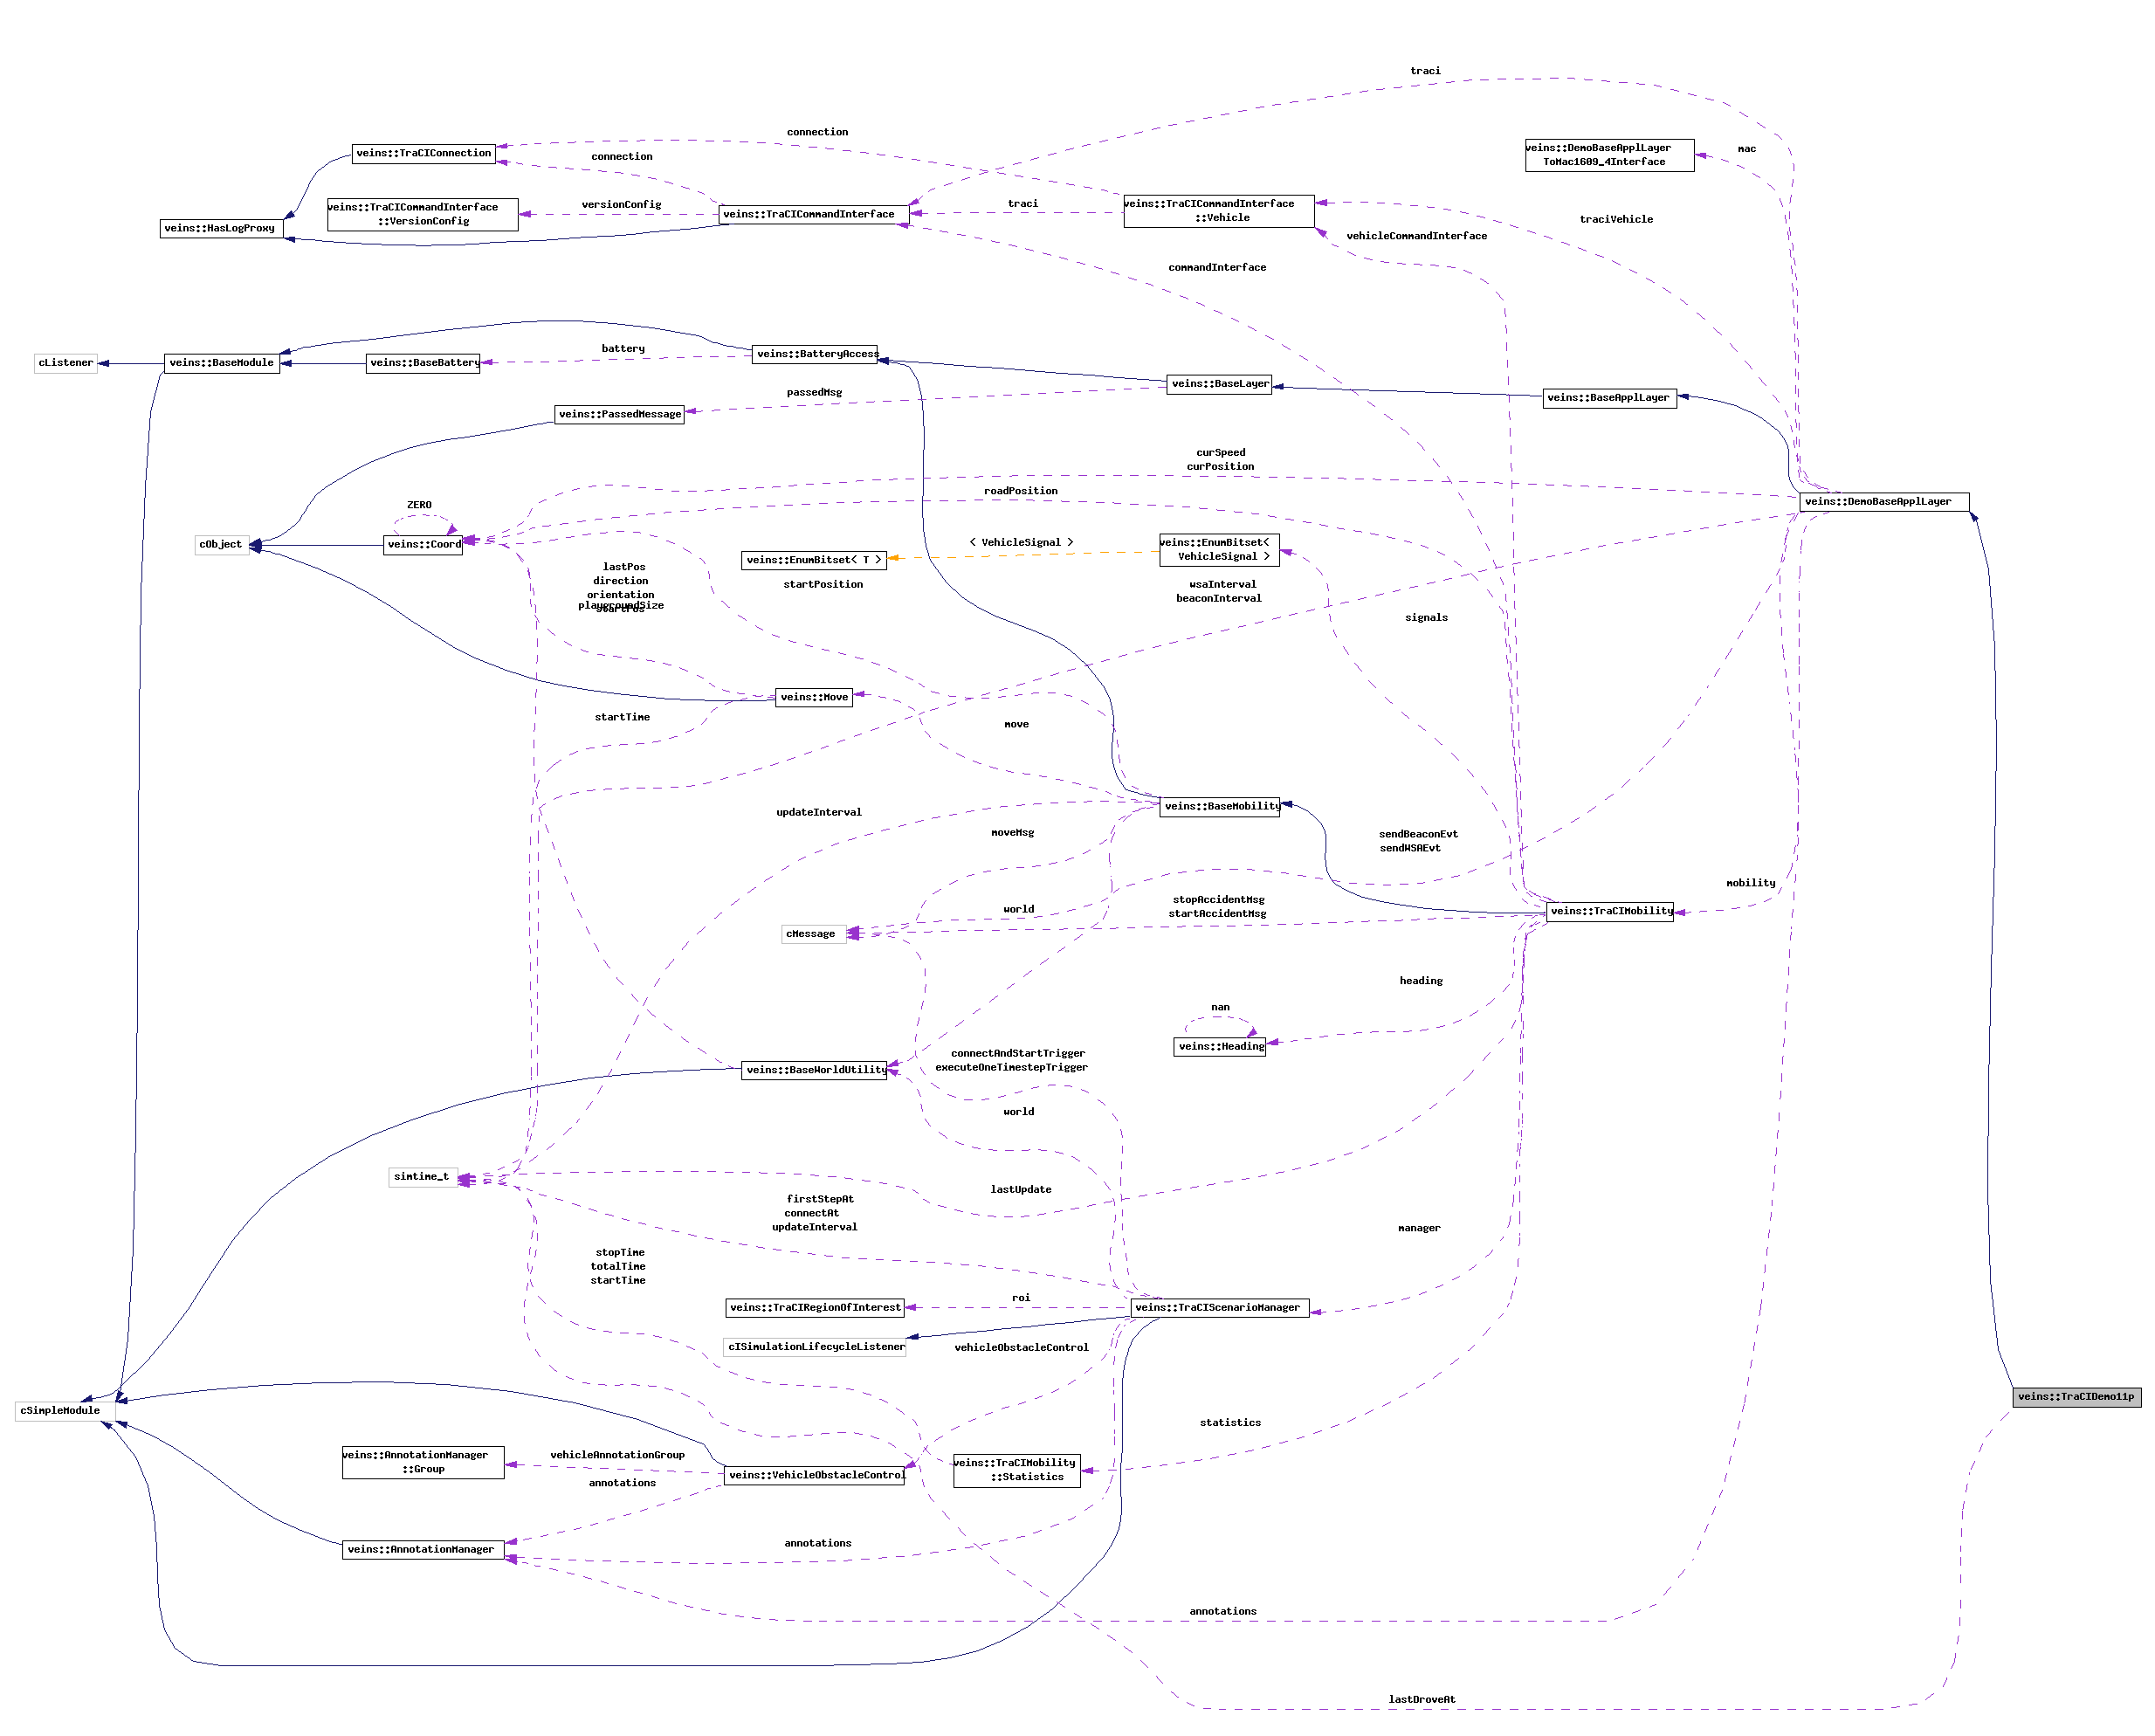 traci
connection
veins::DemoBaseApplLayer
ToMac1609_4Interface
mac
veins::TraCIConnection
connection
veins::TraCICommandInterface
::VersionConfig
versionConfig
veins::TraCICommandInterface
traci
veins::TraCICommandInterface
::Vehicle
traciVehicle
veins::HasLogProxy
vehicleCommandInterface
commandInterface
cListener
veins::BaseModule
veins::BaseBattery
battery
veins::BatteryAccess
veins::BaseLayer
passedMsg
veins::BaseApplLayer
veins::PassedMessage
curSpeed
curPosition
roadPosition
veins::DemoBaseApplLayer
ZERO
cObject
veins::Coord
< VehicleSignal >
veins::EnumBitset< T >
veins::EnumBitset<
VehicleSignal >
lastPos
direction
orientation
startPos
playgroundSize
startPosition
wsaInterval
beaconInterval
signals
veins::Move
startTime
move
updateInterval
veins::BaseMobility
moveMsg
sendBeaconEvt
sendWSAEvt
mobility
world
stopAccidentMsg
startAccidentMsg
veins::TraCIMobility
cMessage
heading
nan
veins::Heading
connectAndStartTrigger
executeOneTimestepTrigger
veins::BaseWorldUtility
world
simtime_t
lastUpdate
firstStepAt
connectAt
updateInterval
manager
stopTime
totalTime
startTime
roi
veins::TraCIRegionOfInterest
veins::TraCIScenarioManager
cISimulationLifecycleListener
vehicleObstacleControl
veins::TraCIDemo11p
cSimpleModule
statistics
veins::AnnotationManager
::Group
vehicleAnnotationGroup
veins::VehicleObstacleControl
veins::TraCIMobility
::Statistics
annotations
veins::AnnotationManager
annotations
annotations
lastDroveAt